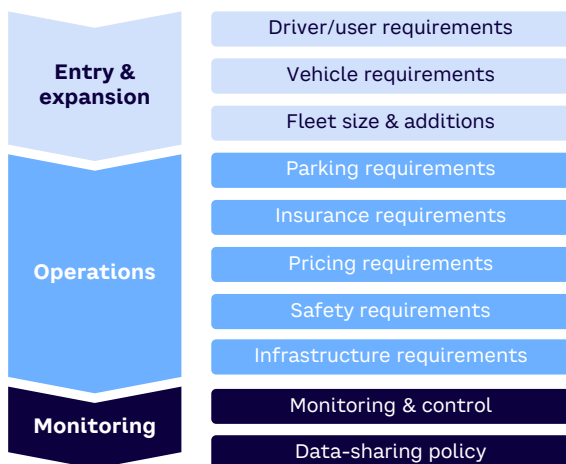 Entry &
expansion
Driver/user requirements
Vehicle requirements
Fleet size & additions
Operations
Parking requirements
Insurance requirements
Pricing requirements
Safety requirements
Infrastructure requirements
Monitoring
Monitoring & control
Data-sharing policy